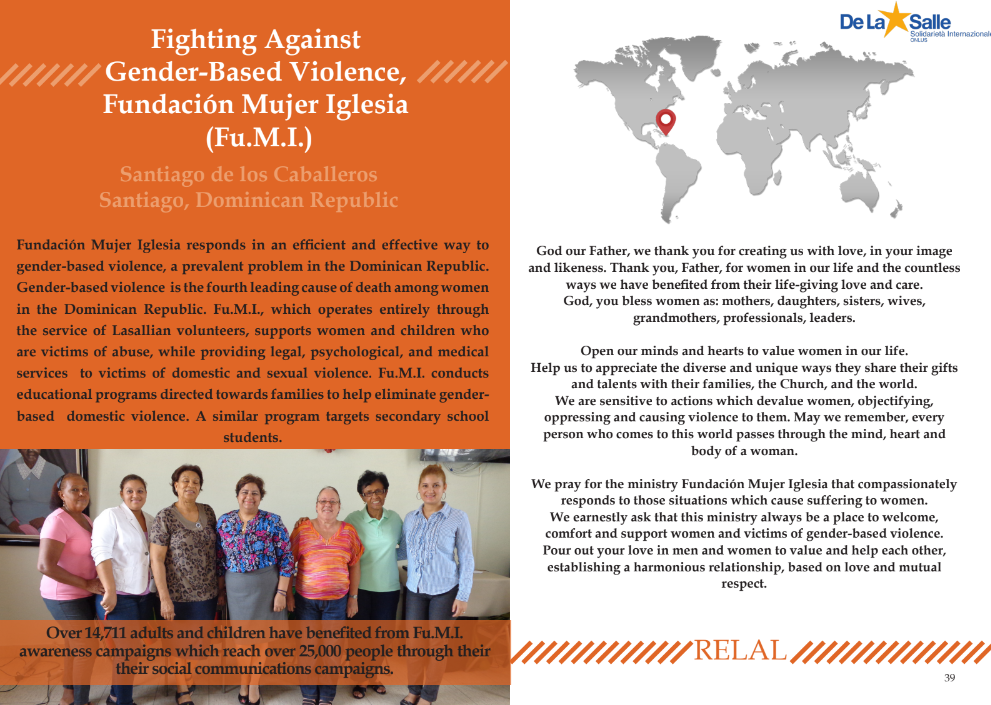 Fighting Against
Gender-Based Violence,
Fundación Mujer Iglesia
(Fu.M.I.)
Santiago de los Caballeros
Santiago, Dominican Republic
Fundación Mujer Iglesia responds in an efficient and effective way to
gender-based violence, a prevalent problem in the Dominican Republic.
Gender-based violence is the fourth leading cause of death among women
in the Dominican Republic. Fu.M.I., which operates entirely through
the service of Lasallian volunteers, supports women and children who
are victims of abuse, while providing legal, psychological, and medical
services to victims of domestic and sexual violence. Fu.M.I. conducts
educational programs directed towards families to help eliminate gender-
based domestic violence. A similar program targets secondary school
students.
Over 14,711 adults and children have benefited from Fu.M.I.
awareness campaigns which reach over 25,000 people through their
their social communications campaigns.
De La Salle
Solidarietà Internazionale
ONLUS
God our Father, we thank you for creating us with love, in your image
and likeness. Thank you, Father, for women in our life and the countless
ways we have benefited from their life-giving love and care.
God, you bless women as: mothers, daughters, sisters, wives,
grandmothers, professionals, leaders.
Open our minds and hearts to value women in our life.
Help us to appreciate the diverse and unique ways they share their gifts
and talents with their families, the Church, and the world.
We are sensitive to actions which devalue women, objectifying,
oppressing and causing violence to them. May we remember, every
person who comes to this world passes through the mind, heart and
body of a woman.
We pray for the ministry Fundación Mujer Iglesia that compassionately
responds to those situations which cause suffering to women.
We earnestly ask that this ministry always be a place to welcome,
comfort and support women and victims of gender-based violence.
Pour out your love in men and women to value and help each other,
establishing a harmonious relationship, based on love and mutual
respect.
RELAL
39